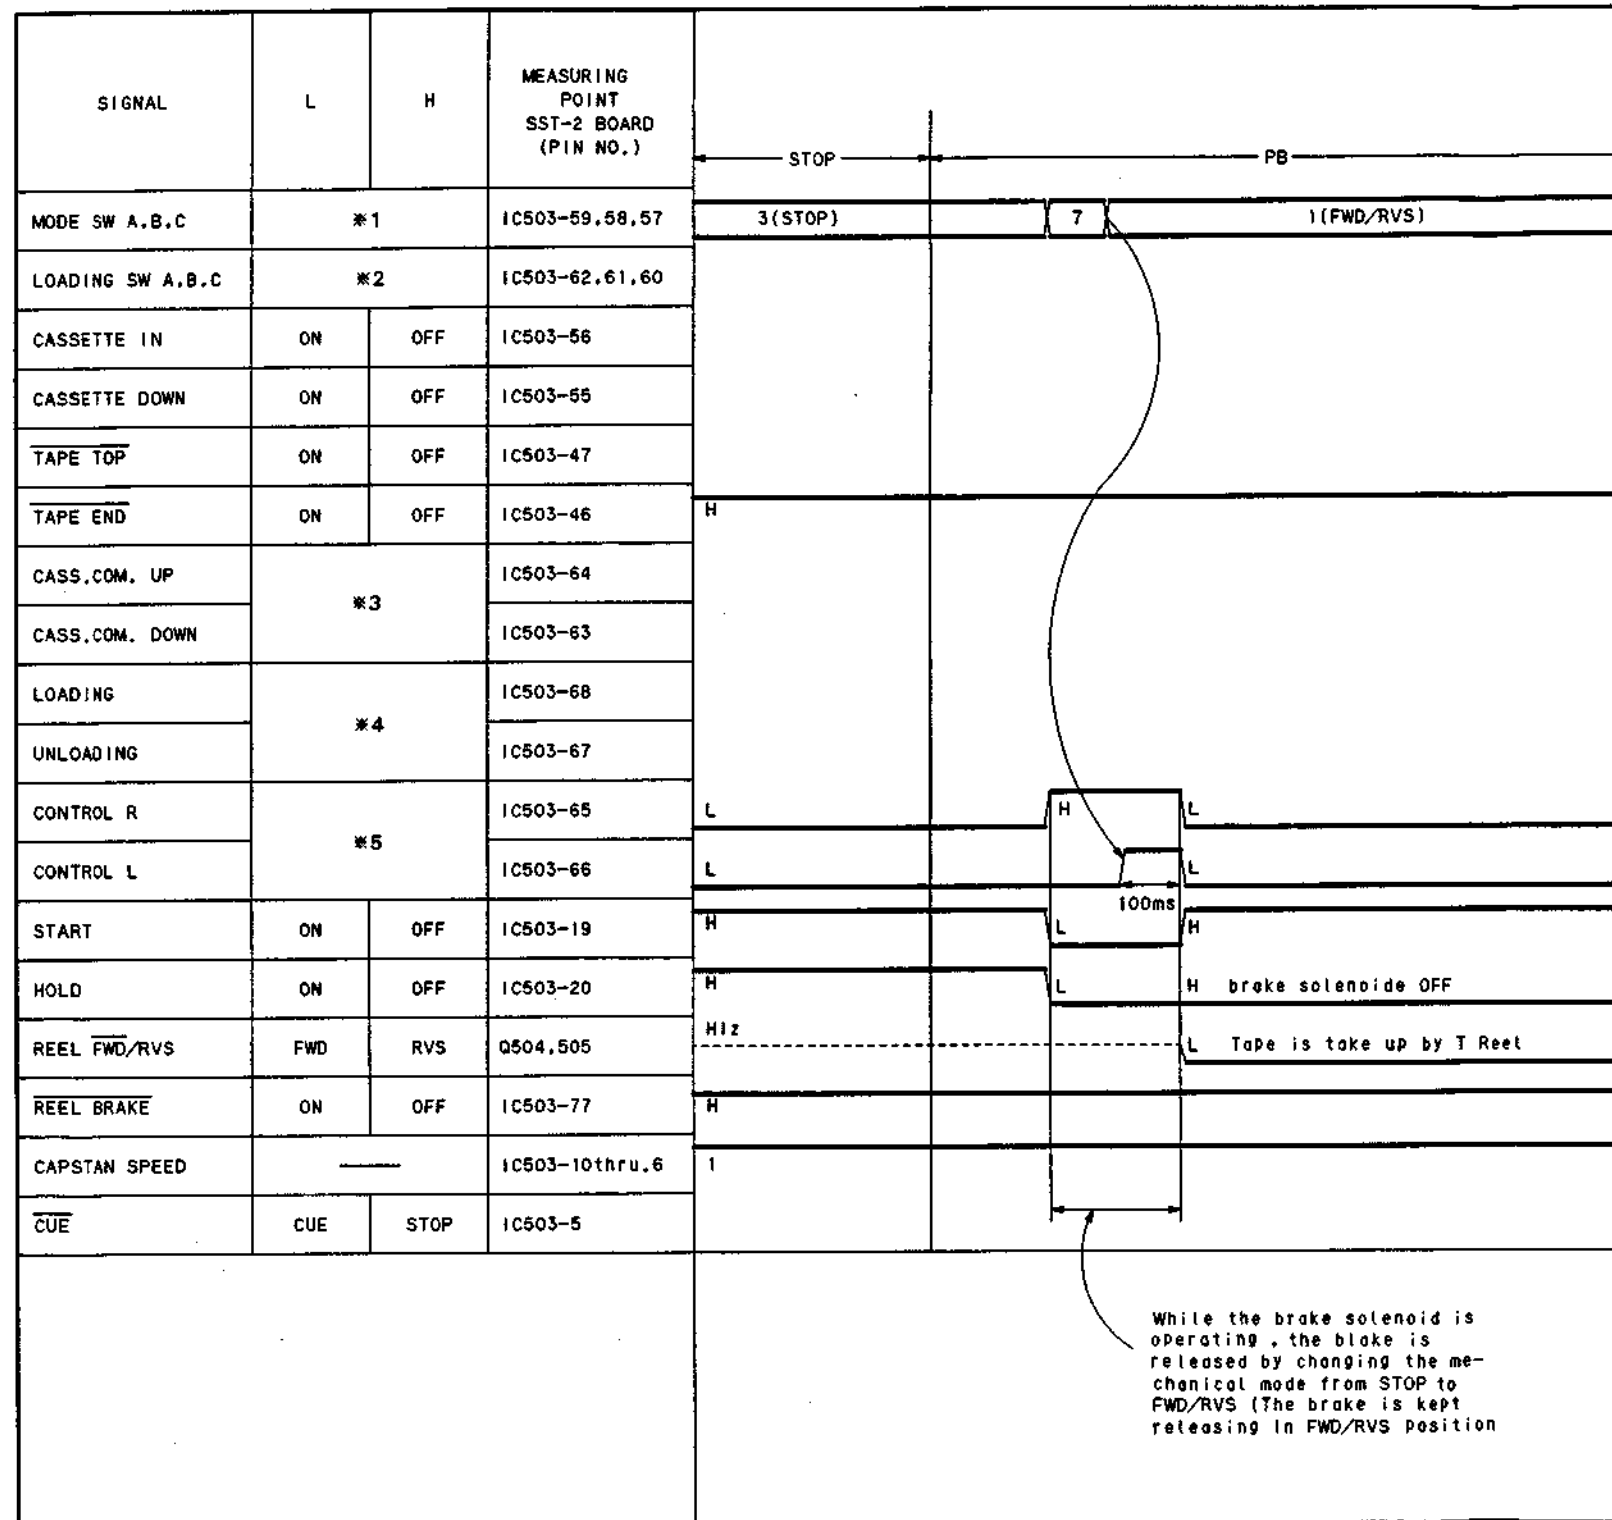 SIGNAL
L
H
MEASURING
POINT
SST-2 BOARD
(PIN NO.)
STOP
PB
MODE SW A.B.C
※1
IC503-59.58.57
3(STOP)
7
1(FWD/RVS)
LOADING SW A.B.C
※2
IC503-62.61.60
CASSETTE IN
ON
OFF
IC503-56
CASSETTE DOWN
ON
OFF
IC503-55
TAPE TOP
ON
OFF
IC503-47
TAPE END
ON
OFF
IC503-46
H
CASS.COM. UP
※3
IC503-64
CASS.COM. DOWN
IC503-63
LOADING
※4
IC503-68
UNLOADING
IC503-67
CONTROL R
※5
IC503-65
L
H
L
CONTROL L
IC503-66
L
L
100ms
START
ON
OFF
IC503-19
H
L
H
HOLD
ON
OFF
IC503-20
H
L
H brake solenoide OFF
REEL FWD/RVS
FWD
RVS
Q504.505
HIz
L Tape is take up by T Reel
REEL BRAKE
ON
OFF
IC503-77
H
CAPSTAN SPEED
IC503-10thru.6
1
CUE
CUE
STOP
IC503-5
While the brake solenoid is
operating , the blake is
released by changing the me-
chanical mode from STOP to
FWD/RVS (The brake is kept
releasing in FWD/RVS position